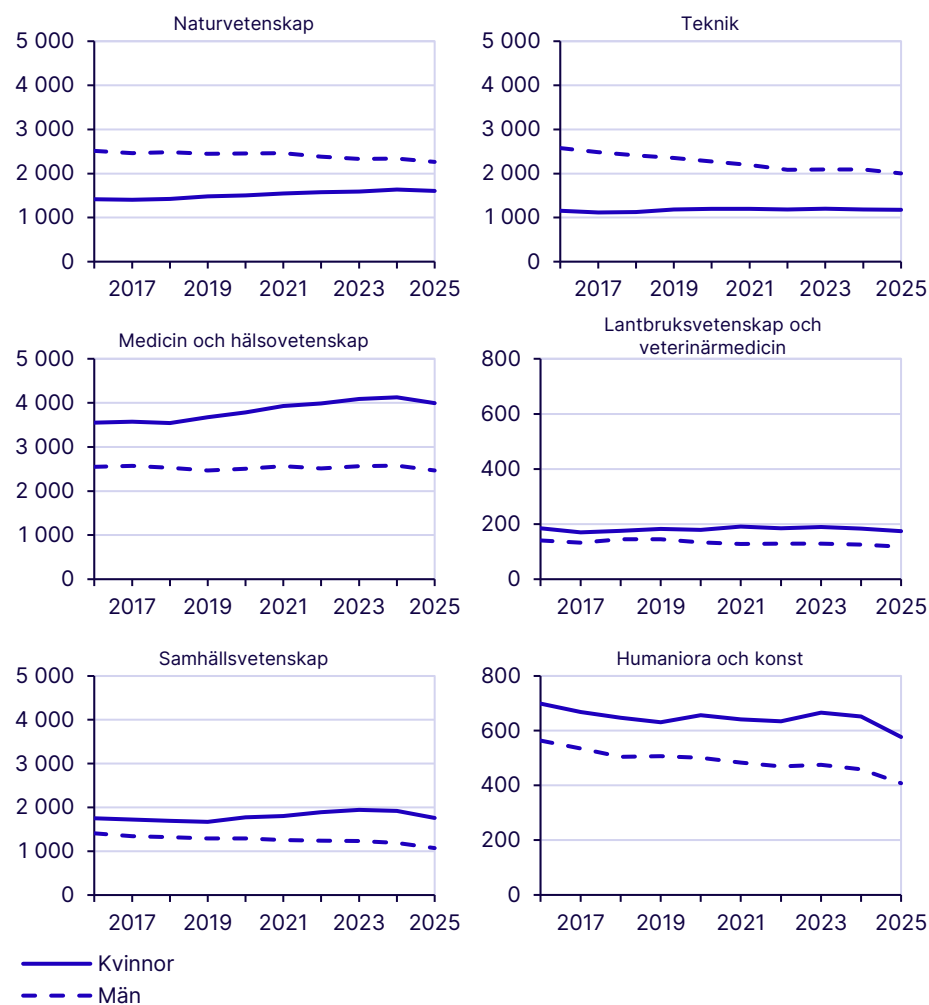 Naturvetenskap
5 000
4 000
3 000
2 000
1 000
0
2017 2019 2021 2023 2025
Teknik
5 000
4 000
3 000
2 000
1 000
0
2017 2019 2021 2023 2025
Medicin och hälsovetenskap
5 000
4 000
3 000
2 000
1 000
0
2017 2019 2021 2023 2025
Lantbruksvetenskap och
veterinärmedicin
800
600
400
200
0
2017 2019 2021 2023 2025
Samhällsvetenskap
5 000
4 000
3 000
2 000
1 000
0
2017 2019 2021 2023 2025
Humaniora och konst
800
600
400
200
0
2017 2019 2021 2023 2025
Kvinnor
Män